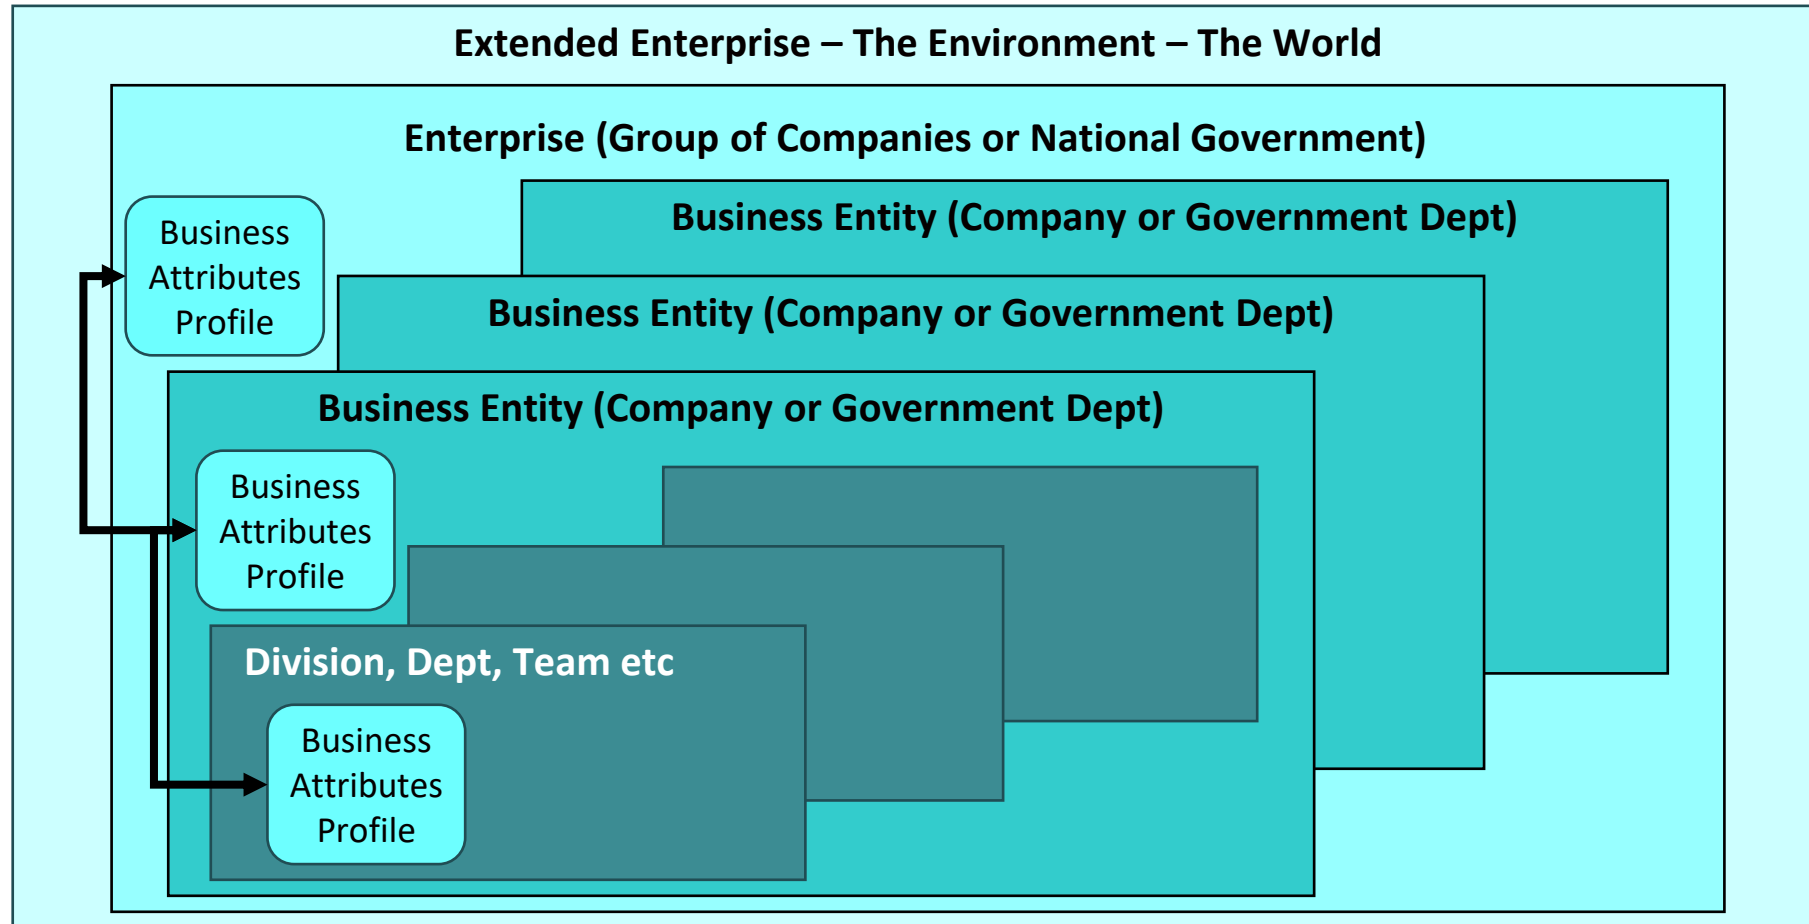 Extended Enterprise – The Environment – The World
Enterprise (Group of Companies or National Government)
Business Entity (Company or Government Dept)
Business
Attributes
Profile
Business Entity (Company or Government Dept)
Business Entity (Company or Government Dept)
Business
Attributes
Profile
Division, Dept, Team etc
Business
Attributes
Profile